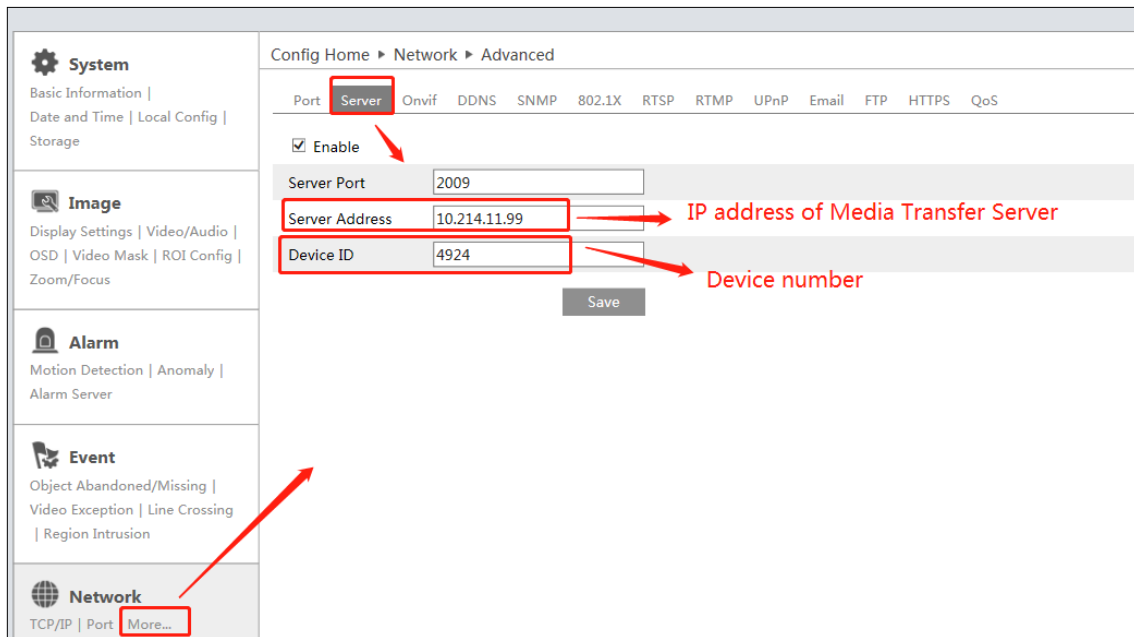 System
Basic Information |
Date and Time | Local Config |
Storage
Image
Display Settings | Video/Audio |
OSD | Video Mask | ROI Config |
Zoom/Focus
Alarm
Motion Detection | Anomaly |
Alarm Server
Event
Object Abandoned/Missing |
Video Exception | Line Crossing
| Region Intrusion
Network
TCP/IP | Port | More...
Config Home ▶ Network ▶ Advanced
Port Server Onvif DDNS SNMP 802.1X RTSP RTMP UPnP Email FTP HTTPS QoS
Enable
Server Port 2009
Server Address 10.214.11.99 IP address of Media Transfer Server
Device ID 4924
Device number
Save